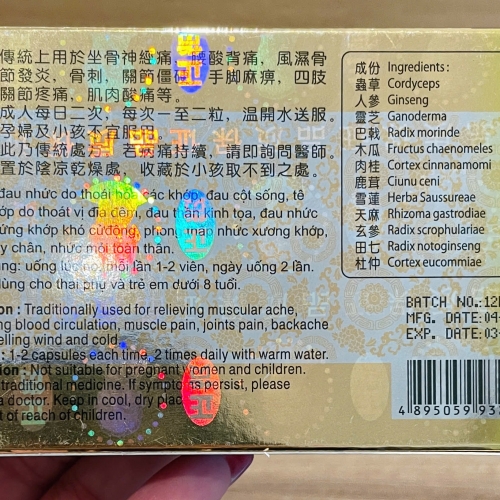 傳統上用於坐骨神經痛，腰酸背痛，風濕骨
節發炎，骨刺，關節僵硬，手脚麻痹，四肢
關節疼痛，肌肉酸痛等。
成人每日二次，每次一至二粒，溫開水送服。
孕婦及小孩不宜服用。
此乃傳統處方，若病痛持續，請即詢問醫師。
置於陰涼乾燥處，收藏於小孩取不到之處。
đau nhức do thoái hóa các khớp, đau cột sống, tê
khớp do thoát vị đĩa đệm, đau thần kinh tọa, đau nhức
cứng khớp khó cử động, phong thấp nhức xương khớp,
chân, nhức mỏi toàn thân.
uống lúc no, mỗi lần 1-2 viên, ngày uống 2 lần.
dùng cho thai phụ và trẻ em dưới 8 tuổi.
Traditionally used for relieving muscular ache,
blood circulation, muscle pain, joints pain, backache
wind and cold.
1-2 capsules each time, 2 times daily with warm water.
Not suitable for pregnant women and children.
traditional medicine. If symptoms persist, please
a doctor. Keep in cool, dry place
of reach of children.
成份 Ingredients :
蟲草 Cordyceps
人參 Ginseng
靈芝 Ganoderma
巴戟 Radix morinde
木瓜 Fructus chaenomeles
肉桂 Cortex cinnanamomi
鹿茸 Ciunu ceni
雪蓮 Herba Saussureae
天麻 Rhizoma gastrodiae
玄參 Radix scrophulariae
田七 Radix notoginseng
杜仲 Cortex eucommiae
BATCH NO.:12
MFG. DATE:04-
EXP. DATE:03-
4 895059 93